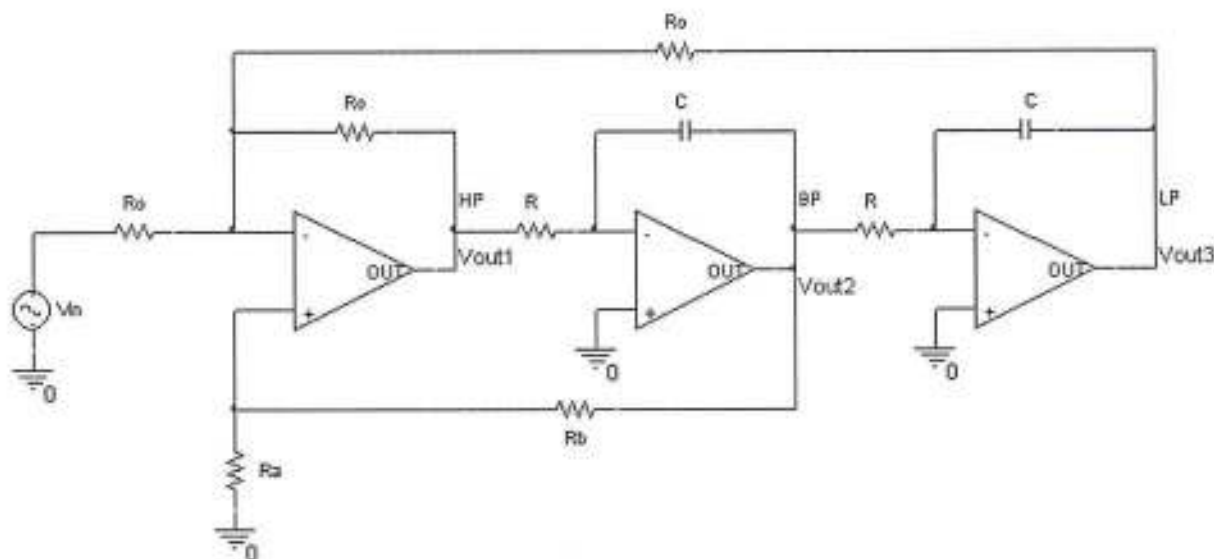 Ro
Ro
C
C
Ro
HP
R
BP
R
LP
-
-
-
OUT
Vout1
OUT
Vout2
OUT
Vout3
Vin
+
+
+
0
0
0
Rb
Ra
0